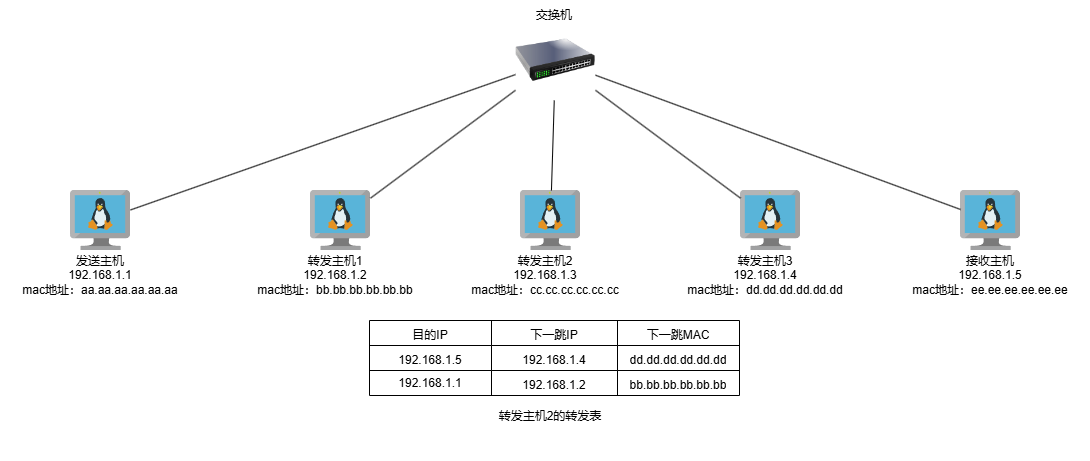 交换机
发送主机
192.168.1.1
mac地址：aa.aa.aa.aa.aa.aa
转发主机1
192.168.1.2
mac地址：bb.bb.bb.bb.bb.bb
转发主机2
192.168.1.3
mac地址：cc.cc.cc.cc.cc.cc
转发主机3
192.168.1.4
mac地址：dd.dd.dd.dd.dd.dd
接收主机
192.168.1.5
mac地址：ee.ee.ee.ee.ee.ee
目的IP 下一跳IP 下一跳MAC
192.168.1.5 192.168.1.4 dd.dd.dd.dd.dd.dd
192.168.1.1 192.168.1.2 bb.bb.bb.bb.bb.bb
转发主机2的转发表